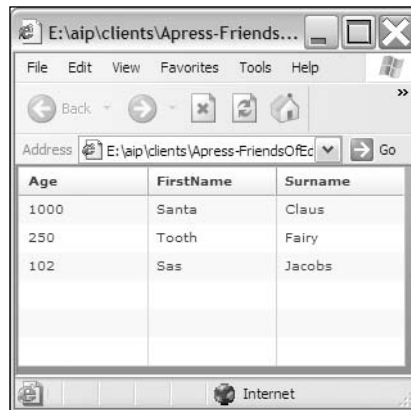 E:\aip\clients\Apress-Friends...
File Edit View Favorites Tools Help
Back
»
Address E:\aip\clients\Apress-FriendsOfEc Go
Age FirstName Surname
1000 Santa Claus
250 Tooth Fairy
102 Sas Jacobs
Internet